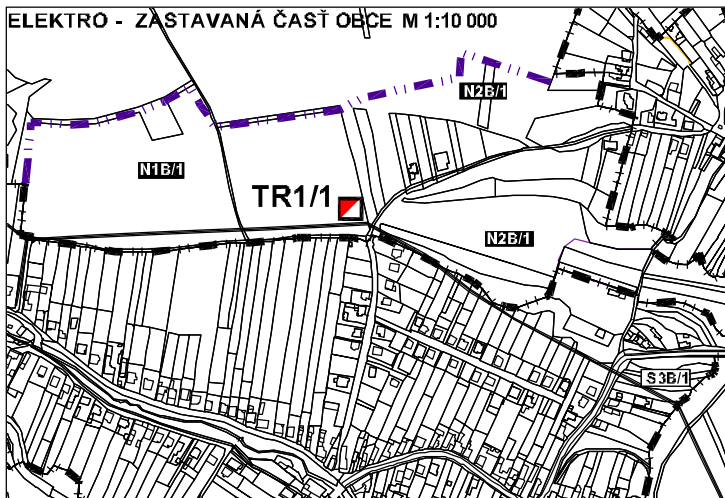 ELEKTRO - ZASTAVANÁ ČASŤ OBCE M 1:10 000
N2B/1
N1B/1
TR1/1
N2B/1
S3B/1